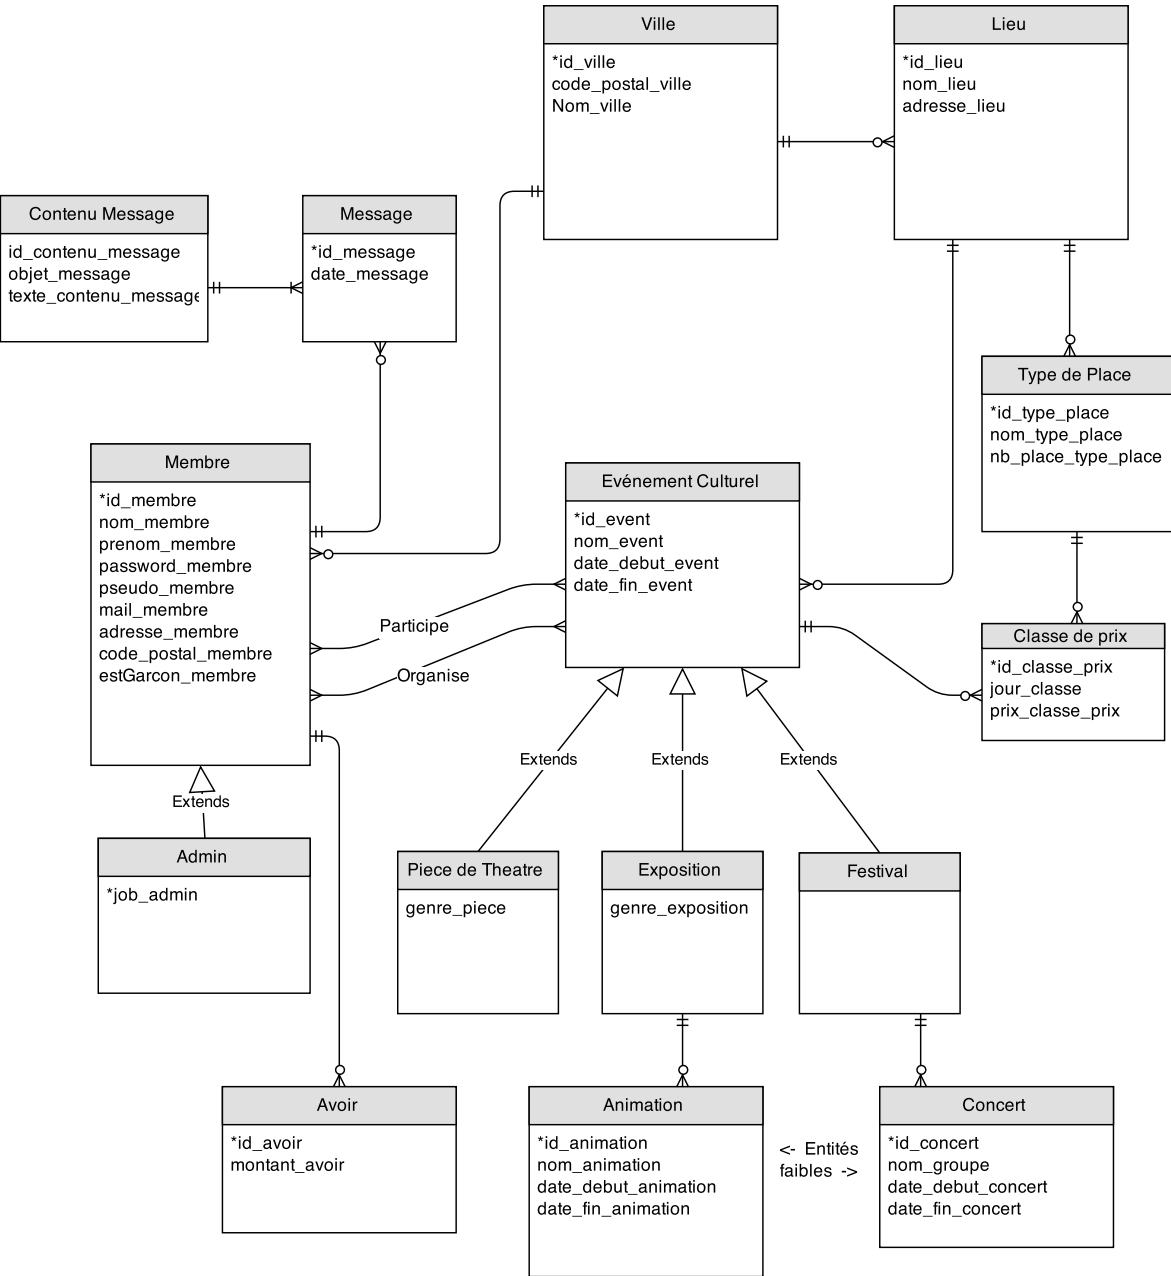 Ville
*id_ville
code_postal_ville
Nom_ville
Lieu
*id_lieu
nom_lieu
adresse_lieu
Contenu Message
id_contenu_message
objet_message
texte_contenu_message
Message
*id_message
date_message
Type de Place
*id_type_place
nom_type_place
nb_place_type_place
Membre
*id_membre
nom_membre
prenom_membre
password_membre
pseudo_membre
mail_membre
adresse_membre
code_postal_membre
estGarcon_membre
Evénement Culturel
*id_event
nom_event
date_debut_event
date_fin_event
Participe
Organise
Classe de prix
*id_classe_prix
jour_classe
prix_classe_prix
Extends
Extends
Extends
Extends
Admin
*job_admin
Piece de Theatre
genre_piece
Exposition
genre_exposition
Festival
Avoir
*id_avoir
montant_avoir
Animation
*id_animation
nom_animation
date_debut_animation
date_fin_animation
<- Entités
faibles ->
Concert
*id_concert
nom_groupe
date_debut_concert
date_fin_concert